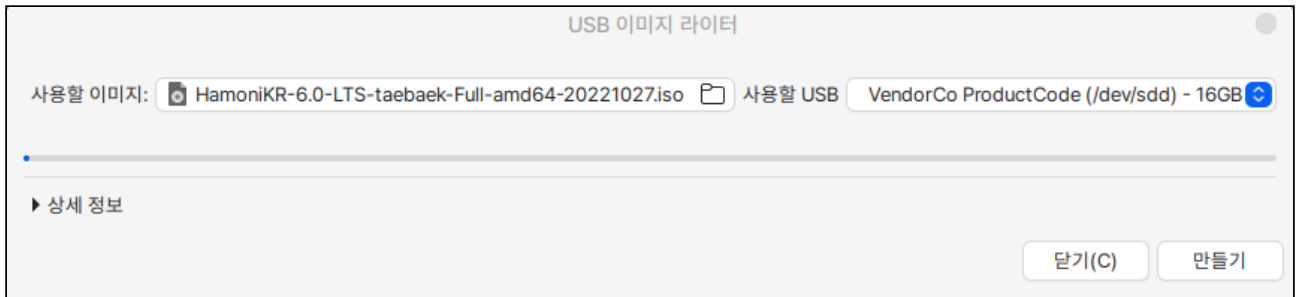 USB 이미지 라이터
사용할 이미지: HamoniKR-6.0-LTS-taebaek-Full-amd64-20221027.iso 사용할 USB VendorCo ProductCode (/dev/sdd) - 16GB
상세 정보
닫기(C) 만들기